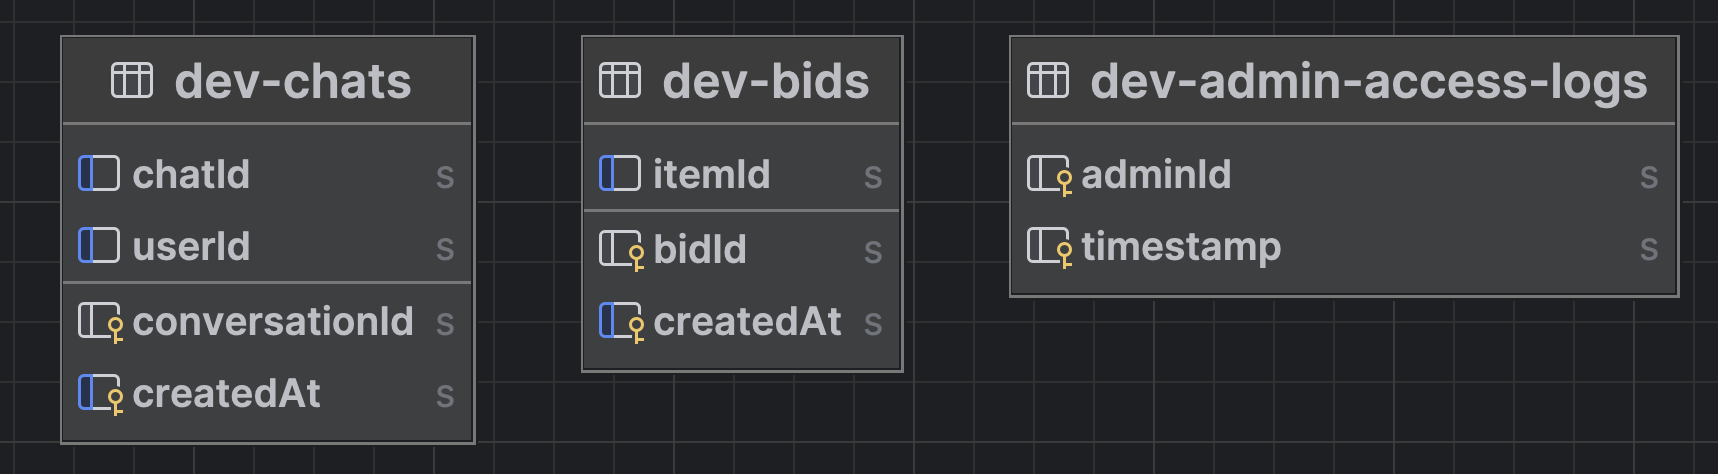 dev-chats
chatId s
userId s
conversationId s
createdAt s
dev-bids
itemId s
bidId s
createdAt s
dev-admin-access-logs
adminId s
timestamp s